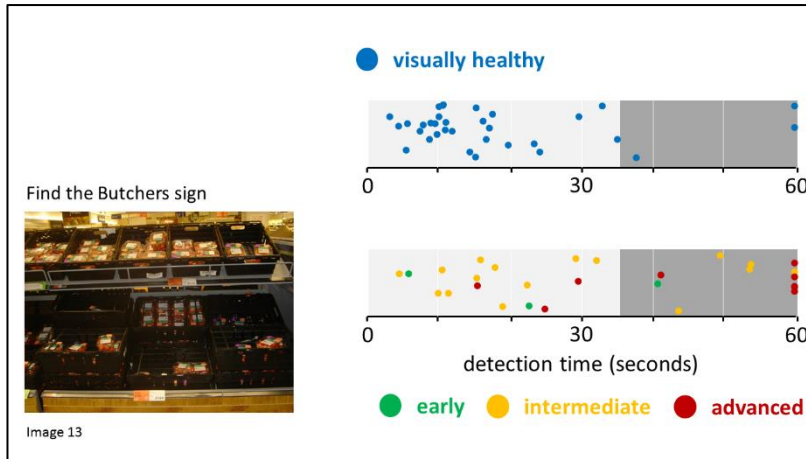 visually healthy
0 30 60
Find the Butchers sign
0 30 60
detection time (seconds)
early intermediate advanced
Image 13